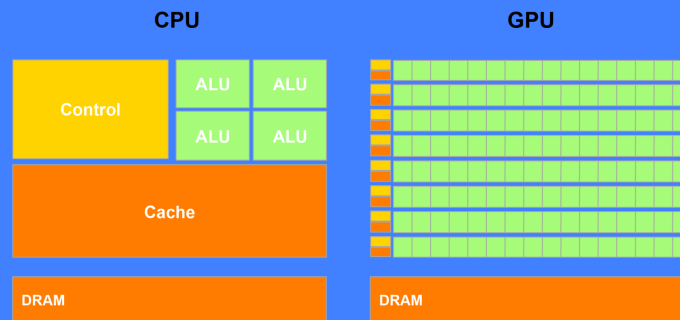 CPU
GPU
Control
ALU
ALU
ALU
ALU
Cache
DRAM
DRAM